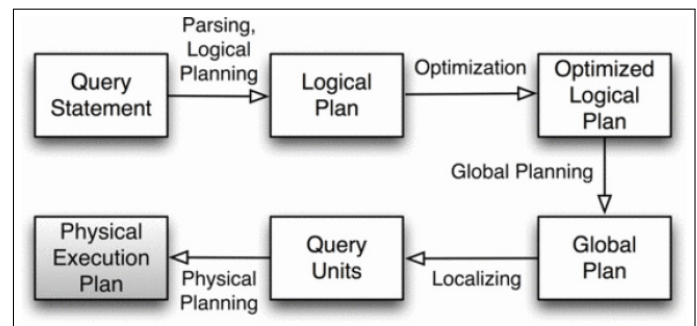 Query
Statement
Parsing,
Logical
Planning
Logical
Plan
Optimization
Optimized
Logical
Plan
Global Planning
Global
Plan
Localizing
Query
Units
Physical
Planning
Physical
Execution
Plan